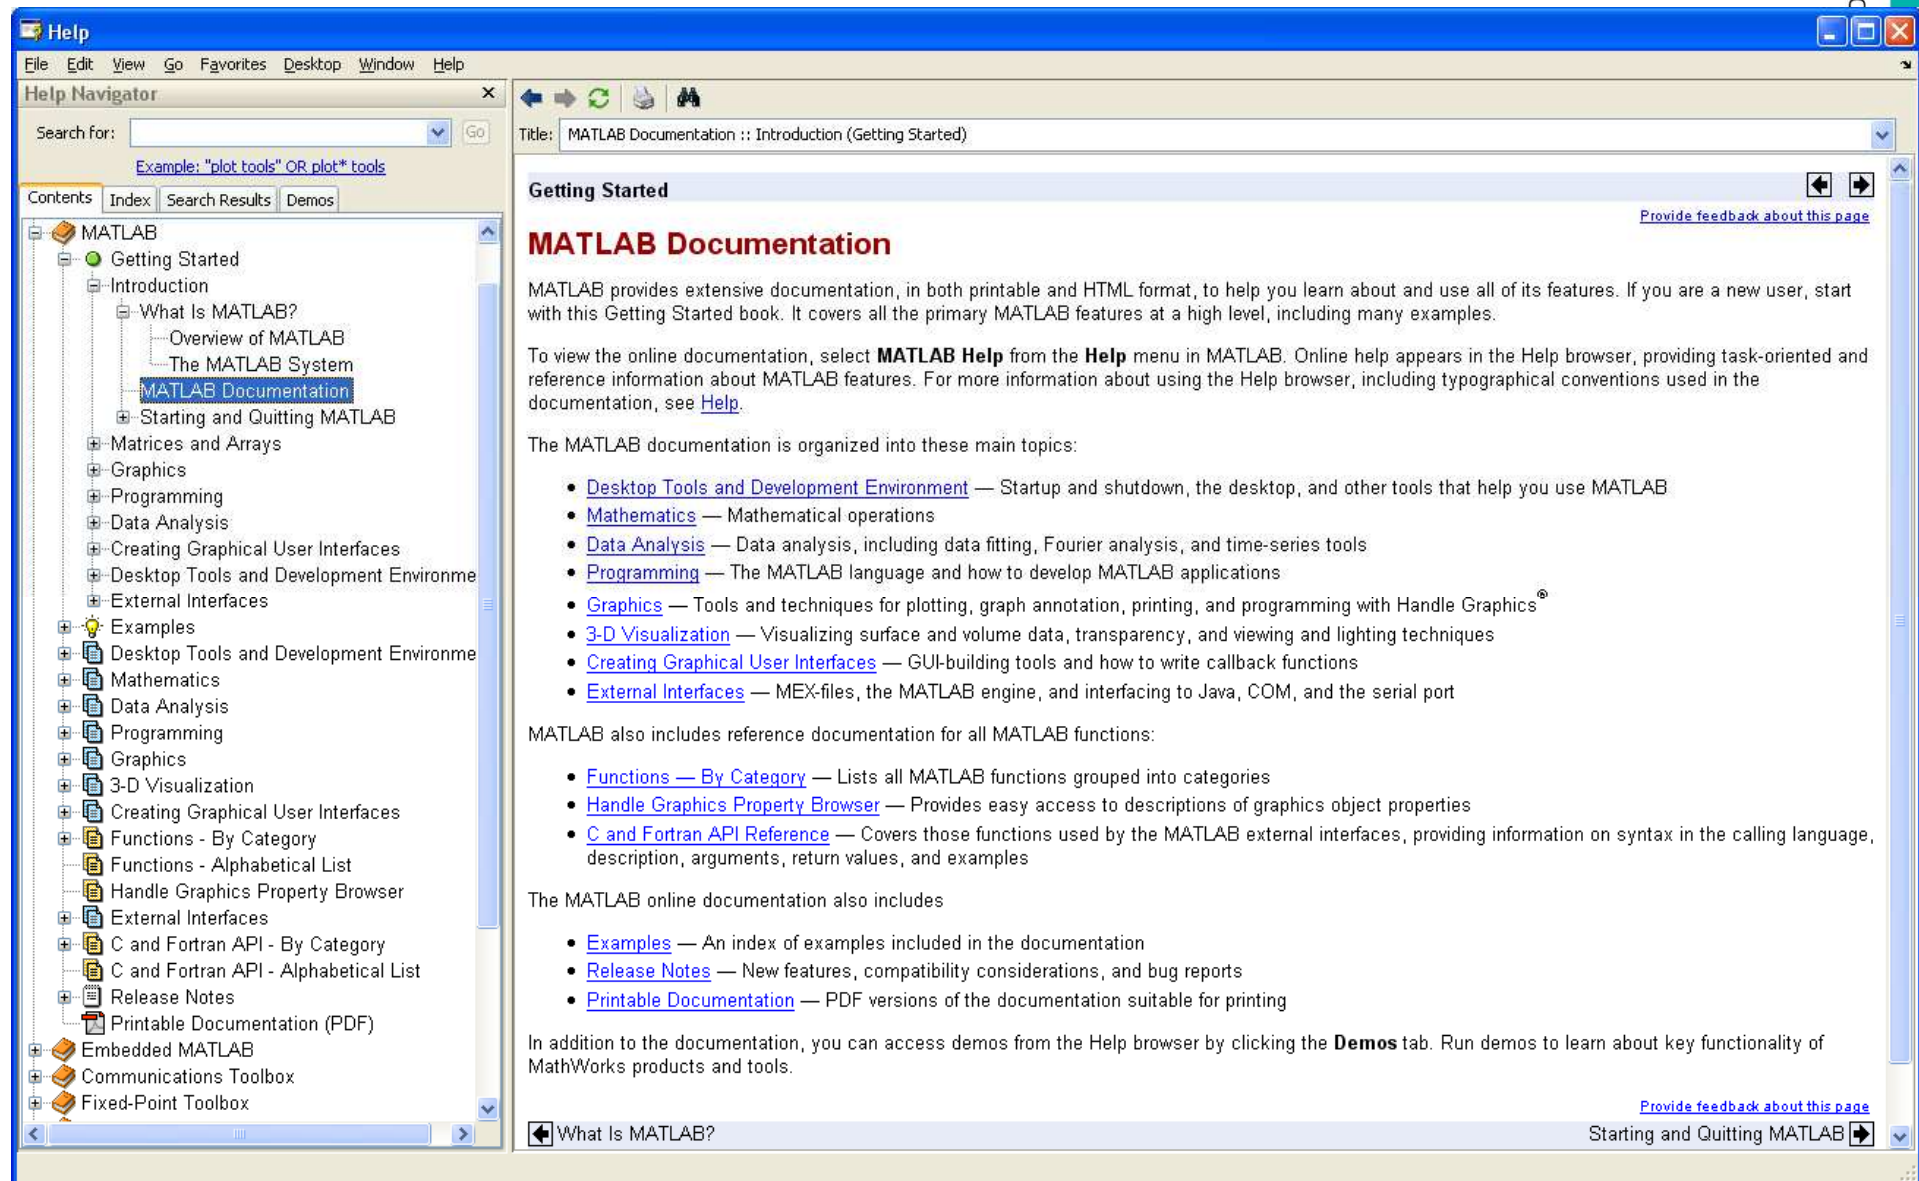 Help
File Edit View Go Favorites Desktop Window Help
Help Navigator
Search for:
Go
Example: "plot tools" OR plot* tools
Contents Index Search Results Demos
MATLAB
Getting Started
Introduction
What Is MATLAB?
Overview of MATLAB
The MATLAB System
MATLAB Documentation
Starting and Quitting MATLAB
Matrices and Arrays
Graphics
Programming
Data Analysis
Creating Graphical User Interfaces
Desktop Tools and Development Environme
External Interfaces
Examples
Desktop Tools and Development Environme
Mathematics
Data Analysis
Programming
Graphics
3-D Visualization
Creating Graphical User Interfaces
Functions - By Category
Functions - Alphabetical List
Handle Graphics Property Browser
External Interfaces
C and Fortran API - By Category
C and Fortran API - Alphabetical List
Release Notes
Printable Documentation (PDF)
Embedded MATLAB
Communications Toolbox
Fixed-Point Toolbox
Title: MATLAB Documentation :: Introduction (Getting Started)
Getting Started
Provide feedback about this page
MATLAB Documentation
MATLAB provides extensive documentation, in both printable and HTML format, to help you learn about and use all of its features. If you are a new user, start
with this Getting Started book. It covers all the primary MATLAB features at a high level, including many examples.
To view the online documentation, select MATLAB Help from the Help menu in MATLAB. Online help appears in the Help browser, providing task-oriented and
reference information about MATLAB features. For more information about using the Help browser, including typographical conventions used in the
documentation, see Help.
The MATLAB documentation is organized into these main topics:
• Desktop Tools and Development Environment — Startup and shutdown, the desktop, and other tools that help you use MATLAB
• Mathematics — Mathematical operations
• Data Analysis — Data analysis, including data fitting, Fourier analysis, and time-series tools
• Programming — The MATLAB language and how to develop MATLAB applications
• Graphics — Tools and techniques for plotting, graph annotation, printing, and programming with Handle Graphics®
• 3-D Visualization — Visualizing surface and volume data, transparency, and viewing and lighting techniques
• Creating Graphical User Interfaces — GUI-building tools and how to write callback functions
• External Interfaces — MEX-files, the MATLAB engine, and interfacing to Java, COM, and the serial port
MATLAB also includes reference documentation for all MATLAB functions:
• Functions — By Category — Lists all MATLAB functions grouped into categories
• Handle Graphics Property Browser — Provides easy access to descriptions of graphics object properties
• C and Fortran API Reference — Covers those functions used by the MATLAB external interfaces, providing information on syntax in the calling language,
description, arguments, return values, and examples
The MATLAB online documentation also includes
• Examples — An index of examples included in the documentation
• Release Notes — New features, compatibility considerations, and bug reports
• Printable Documentation — PDF versions of the documentation suitable for printing
In addition to the documentation, you can access demos from the Help browser by clicking the Demos tab. Run demos to learn about key functionality of
MathWorks products and tools.
Provide feedback about this page
What Is MATLAB?
Starting and Quitting MATLAB